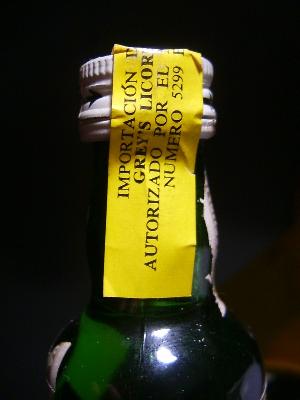 IMPORTACIÓN
GREY'S LICOR
AUTORIZADO POR EL
NUMERO 5299